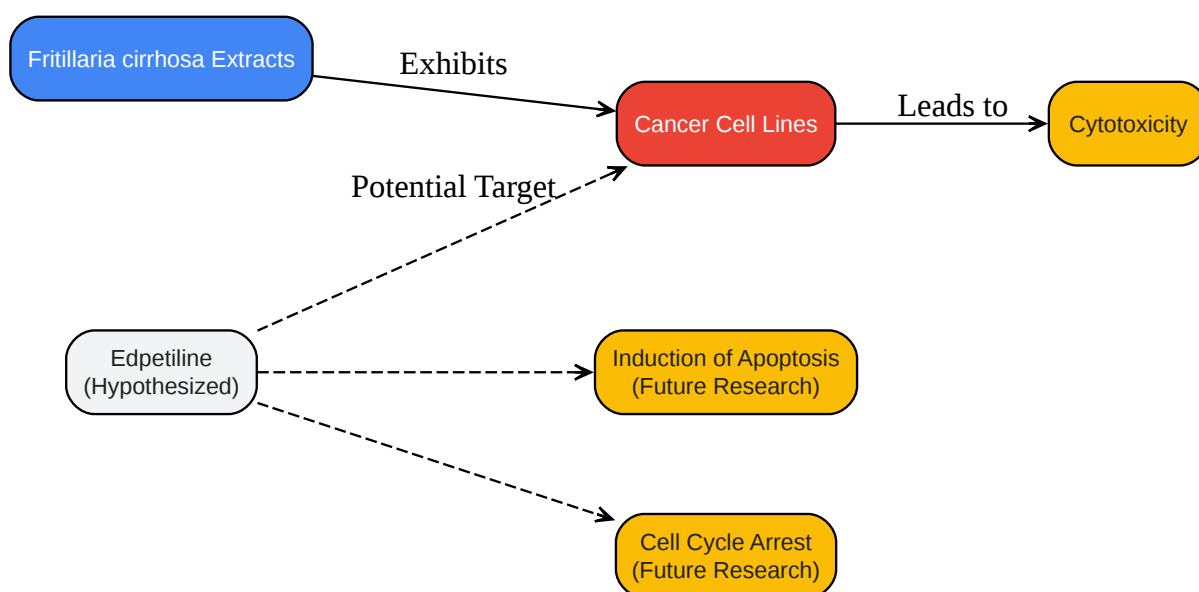 Fritillaria cirrhosa Extracts
Exhibits
Cancer Cell Lines
Leads to
Cytotoxicity
Potential Target
Edpetiline
(Hypothesized)
Induction of Apoptosis
(Future Research)
Cell Cycle Arrest
(Future Research)